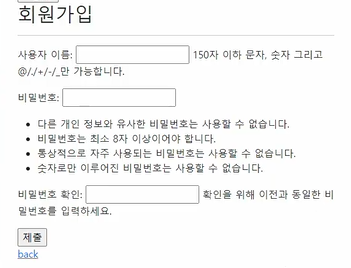 회원가입
사용자 이름: 150자 이하 문자, 숫자 그리고
@/./+/-/_만 가능합니다.
비밀번호:
다른 개인 정보와 유사한 비밀번호는 사용할 수 없습니다.
비밀번호는 최소 8자 이상이어야 합니다.
통상적으로 자주 사용되는 비밀번호는 사용할 수 없습니다.
숫자로만 이루어진 비밀번호는 사용할 수 없습니다.
비밀번호 확인: 확인을 위해 이전과 동일한 비
밀번호를 입력하세요.
제출
back